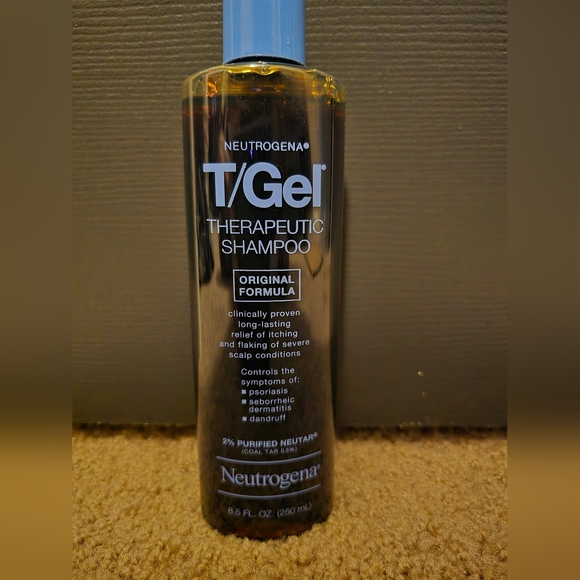 NEUTROGENA®
T/Gel®
THERAPEUTIC
SHAMPOO
ORIGINAL
FORMULA
clinically proven
long-lasting
relief of itching
and flaking of severe
scalp conditions
Controls the
symptoms of:
■ psoriasis
■ seborrheic
dermatitis
■ dandruff
2% PURIFIED NEUTAR®
(COAL TAR 0.5%)
Neutrogena®
8.5 FL. OZ. (250 mL)